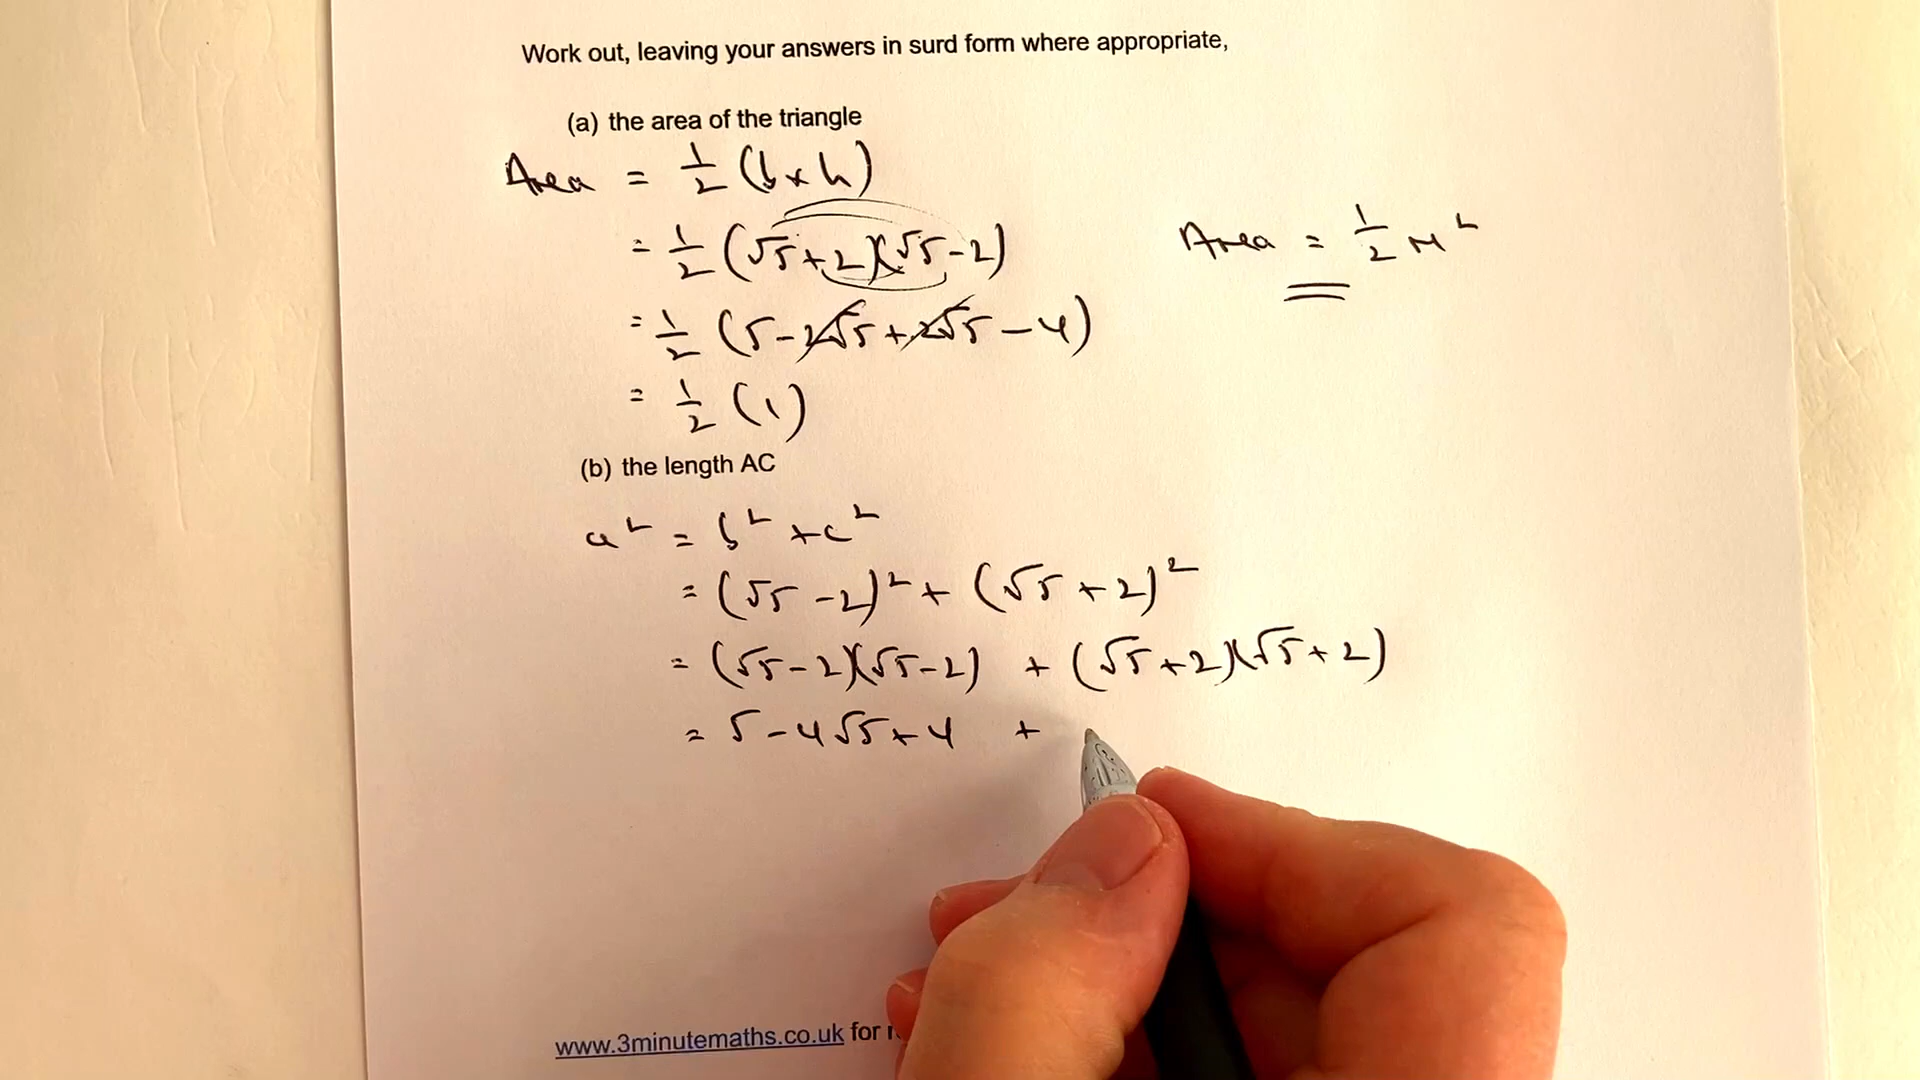 Work out, leaving your answers in surd form where appropriate,
(a) the area of the triangle
Area = 1/2 (b×h)
= 1/2 (√5+2)(√5-2)
Area = 1/2 M²
= 1/2 (5-2√5+2√5-4)
= 1/2 (1)
(b) the length AC
a² = b² + c²
= (√5-2)² + (√5+2)²
= (√5-2)(√5-2) + (√5+2)(√5+2)
= 5-4√5+4 +
www.3minutemaths.co.uk for